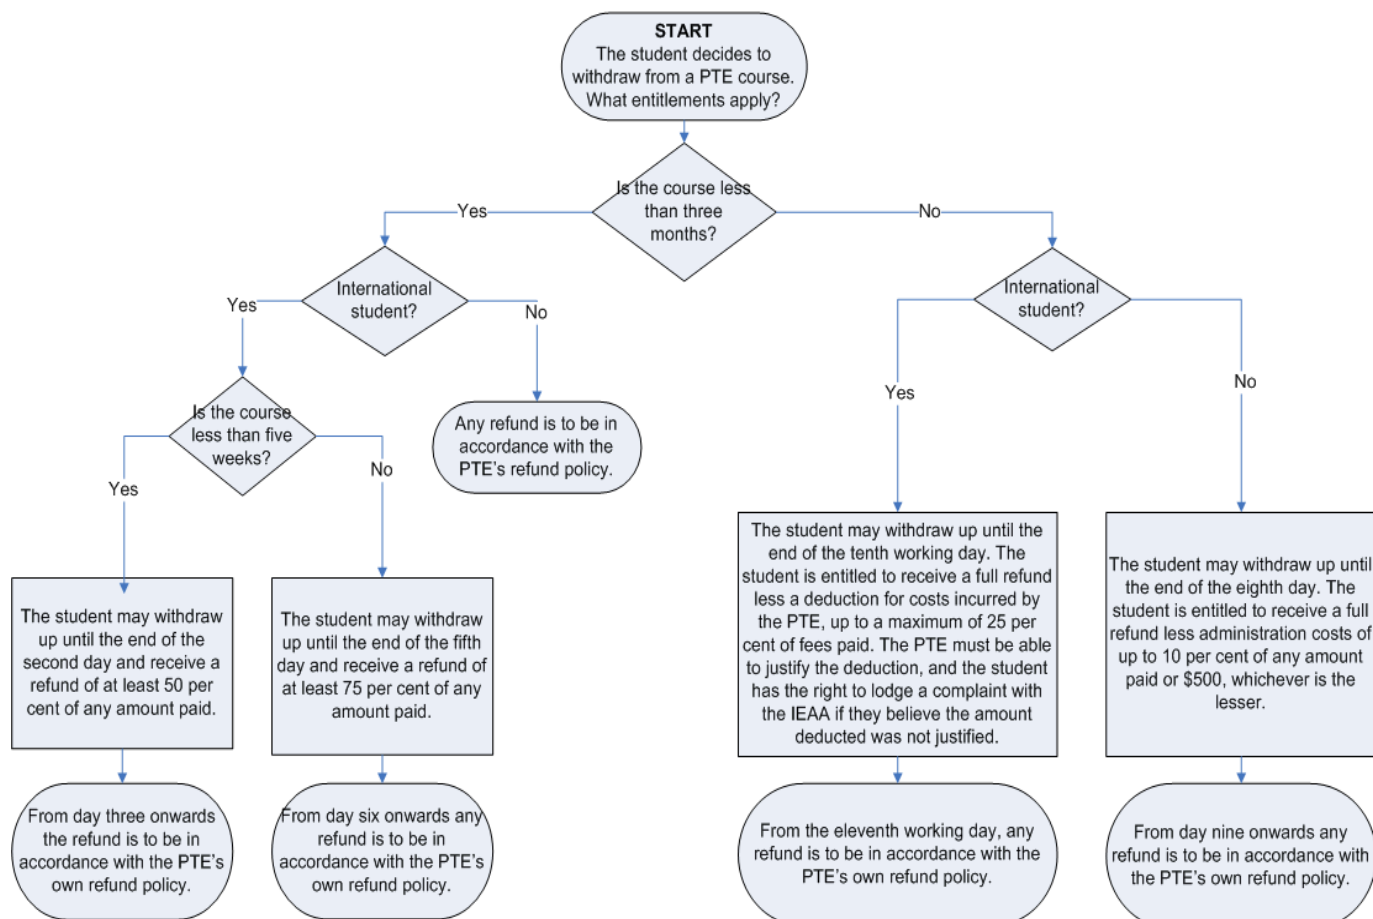 START
The student decides to
withdraw from a PTE course.
What entitlements apply?
Is the course less
than three
months?
Yes
No
International
student?
International
student?
Yes
No
Yes
No
Is the course
less than five
weeks?
Any refund is to be in
accordance with the
PTE's refund policy.
Yes
No
The student may withdraw
up until the end of the
second day and receive a
refund of at least 50 per
cent of any amount paid.
The student may withdraw
up until the end of the fifth
day and receive a refund of
at least 75 per cent of any
amount paid.
The student may withdraw up until the
end of the tenth working day. The
student is entitled to receive a full refund
less a deduction for costs incurred by
the PTE, up to a maximum of 25 per
cent of fees paid. The PTE must be able
to justify the deduction, and the student
has the right to lodge a complaint with
the IEAA if they believe the amount
deducted was not justified.
The student may withdraw up until
the end of the eighth day. The
student is entitled to receive a full
refund less administration costs of
up to 10 per cent of any amount
paid or $500, whichever is the
lesser.
From day three onwards
the refund is to be in
accordance with the PTE's
own refund policy.
From day six onwards any
refund is to be in
accordance with the PTE's
own refund policy.
From the eleventh working day, any
refund is to be in accordance with the
PTE's own refund policy.
From day nine onwards any
refund is to be in accordance with
the PTE's own refund policy.